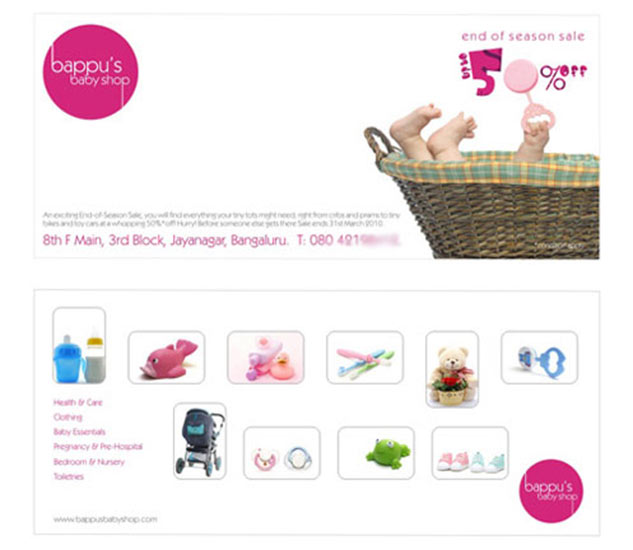 bappu's
baby shop
end of season sale
upto 50% off
An exciting End-of-Season Sale, you will find everything your tiny tots might need, right from cribs and prams to tiny
bikes and toy cars at a whopping 50%*off! Hurry! Before someone else gets there Sale ends 31st March 2010.
8th F Main, 3rd Block, Jayanagar, Bangaluru. T: 080 421
Health & Care
Clothing
Baby Essentials
Pregnancy & Pre-Hospital
Bedroom & Nursery
Toiletries
www.bappusbabyshop.com
bappu's
baby shop